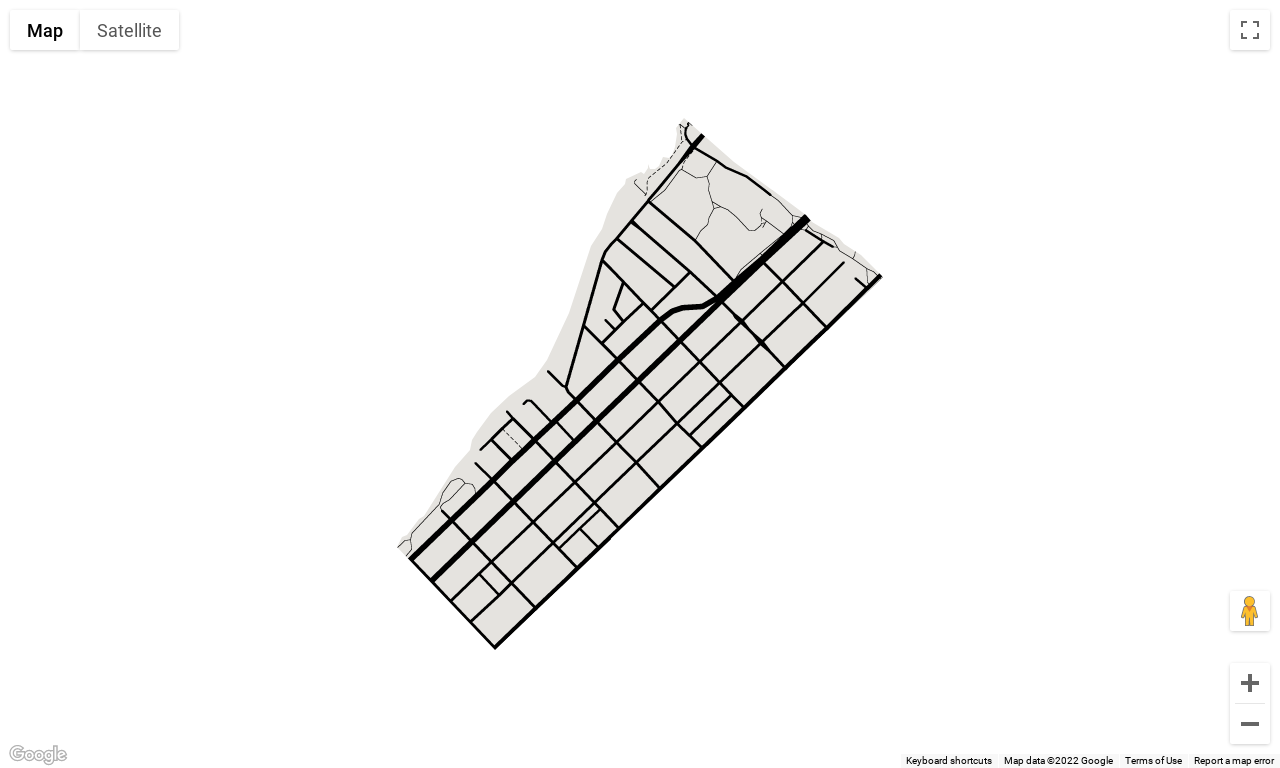 Map
Satellite
Google
Keyboard shortcuts
Map data ©2022 Google
Terms of Use
Report a map error